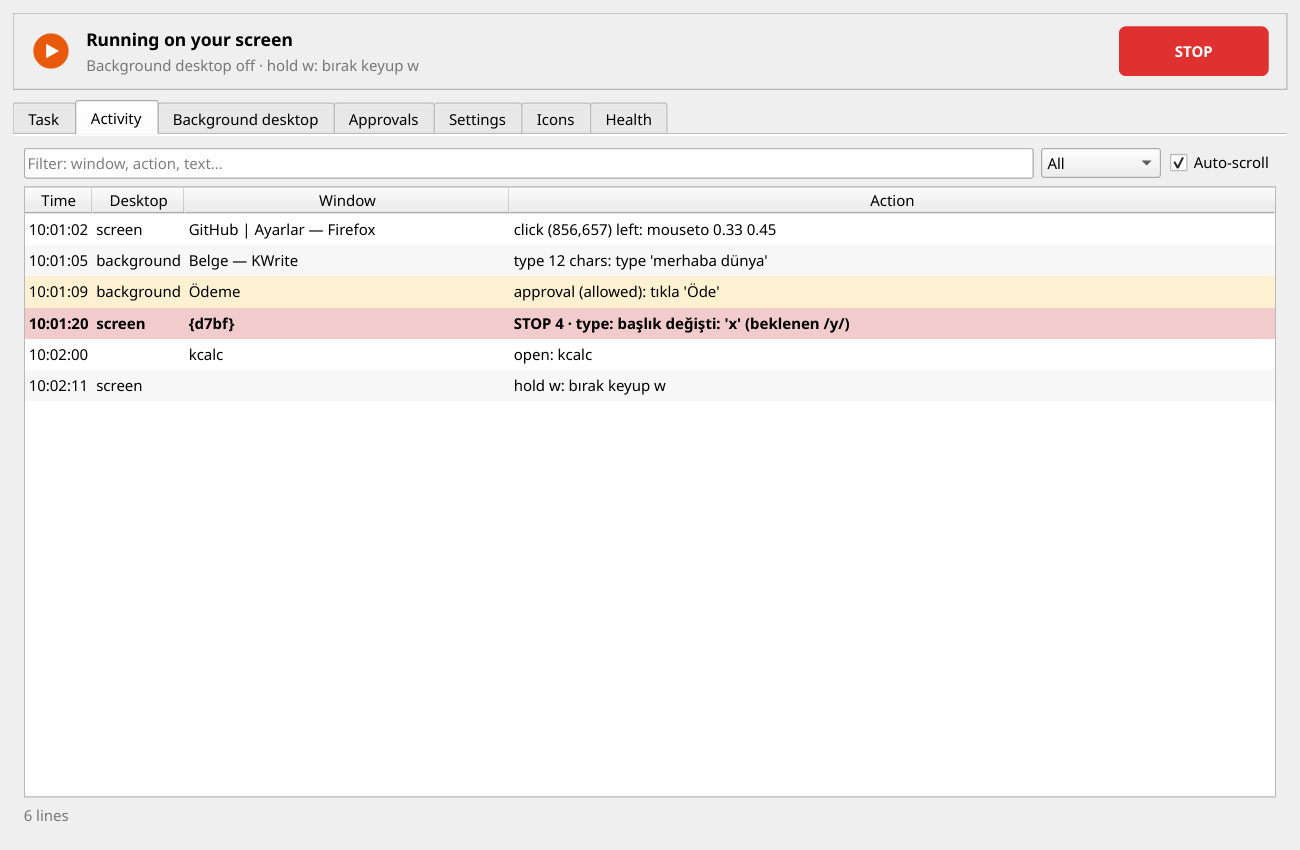 Running on your screen
Background desktop off · hold w: bırak keyup w
STOP
Task Activity Background desktop Approvals Settings Icons Health
Filter: window, action, text... All Auto-scroll
Time Desktop Window Action
10:01:02 screen GitHub | Ayarlar — Firefox click (856,657) left: mouseto 0.33 0.45
10:01:05 background Belge — KWrite type 12 chars: type 'merhaba dünya'
10:01:09 background Ödeme approval (allowed): tıkla 'Öde'
10:01:20 screen {d7bf} STOP 4 · type: başlık değişti: 'x' (beklenen /y/)
10:02:00 kcalc open: kcalc
10:02:11 screen hold w: bırak keyup w
6 lines